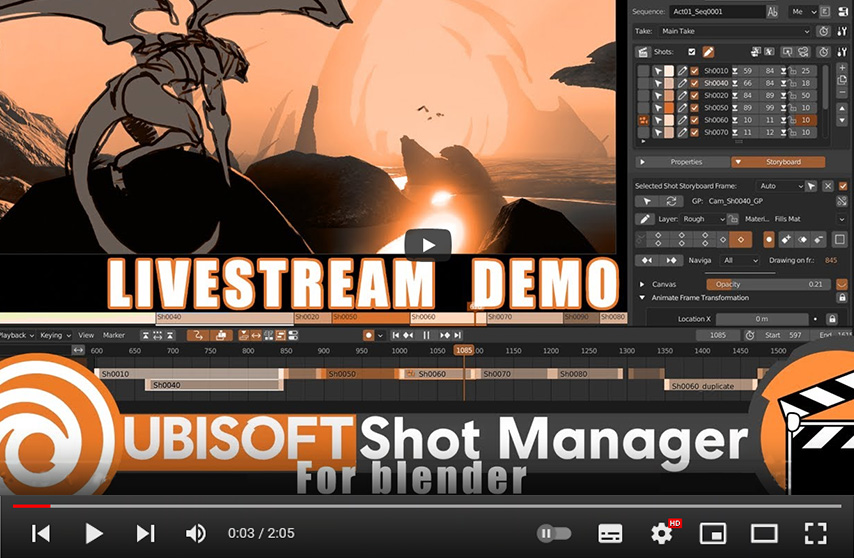 Sequence: Act01_Seq0001 Ab Me E
Take: Main Take
Shots:
Sh0010 59 84 25
Sh0040 66 84 18
Sh0020 84 89 50
Sh0050 89 99 10
Sh0060 10 11 10
Sh0070 11 12 10
Properties Storyboard
Selected Shot Storyboard Frame: Auto
GP: Cam_Sh0040_GP
Layer: Rough Materi... Fills Mat
Naviga All Drawing on fr.: 845
Canvas Opacity 0.21
Animate Frame Transformation
Location X 0 m
LIVESTREAM DEMO
Sh0040 Sh0020 Sh0050 Sh0060 Sh0070 Sh0090 Sh0080
Playback Keying View Marker 1085 Start 597 End
600 650 700 750 800 850 900 950 1000 1050 1085 1100 1150 1200 1250 1300 1350 1400 1450
Sh0010 Sh0050 Sh0060 Sh0070 Sh0080
Sh0040 Sh0060_duplicate
UBISOFT Shot Manager
For blender
0:03 / 2:05 HD